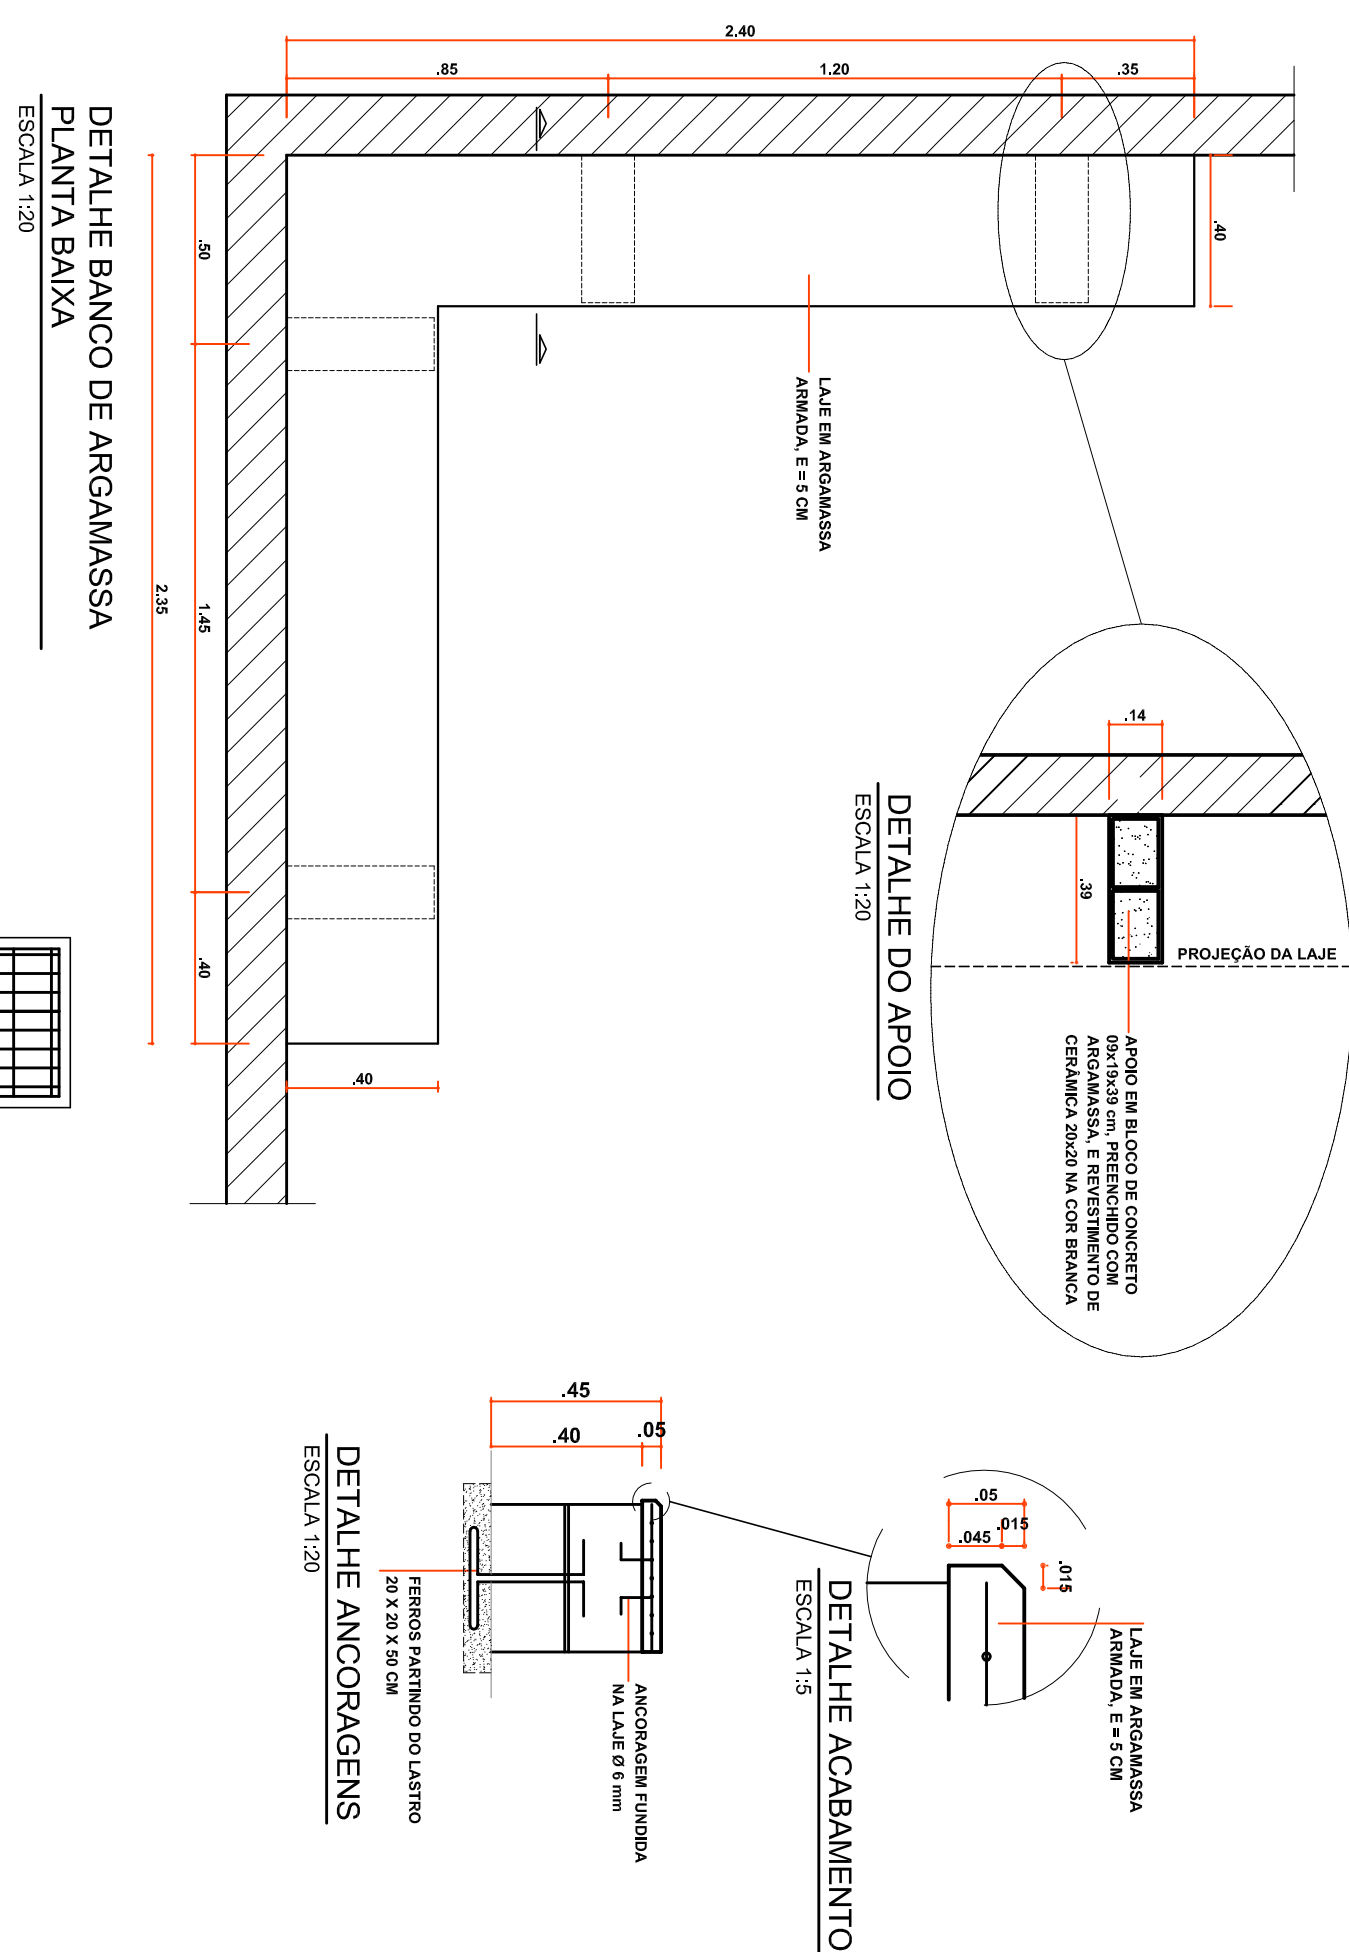 2.40
.85
1.20
.35
.40
.50
1.45
.40
2.35
.40
LAJE EM ARGAMASSA
ARMADA, E = 5 CM
DETALHE BANCO DE ARGAMASSA
PLANTA BAIXA
ESCALA 1:20
.14
.39
PROJEÇÃO DA LAJE
APOIO EM BLOCO DE CONCRETO
09x19x39 cm, PREENCHIDO COM
ARGAMASSA, E REVESTIMENTO DE
CERÂMICA 20x20 NA COR BRANCA
DETALHE DO APOIO
ESCALA 1:20
.45
.40
.05
FERROS PARTINDO DO LASTRO
20 X 20 X 50 CM
ANCORAGEM FUNDIDA
NA LAJE Ø 6 mm
DETALHE ANCORAGENS
ESCALA 1:20
.05
.045
.015
.015
LAJE EM ARGAMASSA
ARMADA, E = 5 CM
DETALHE ACABAMENTO
ESCALA 1:5